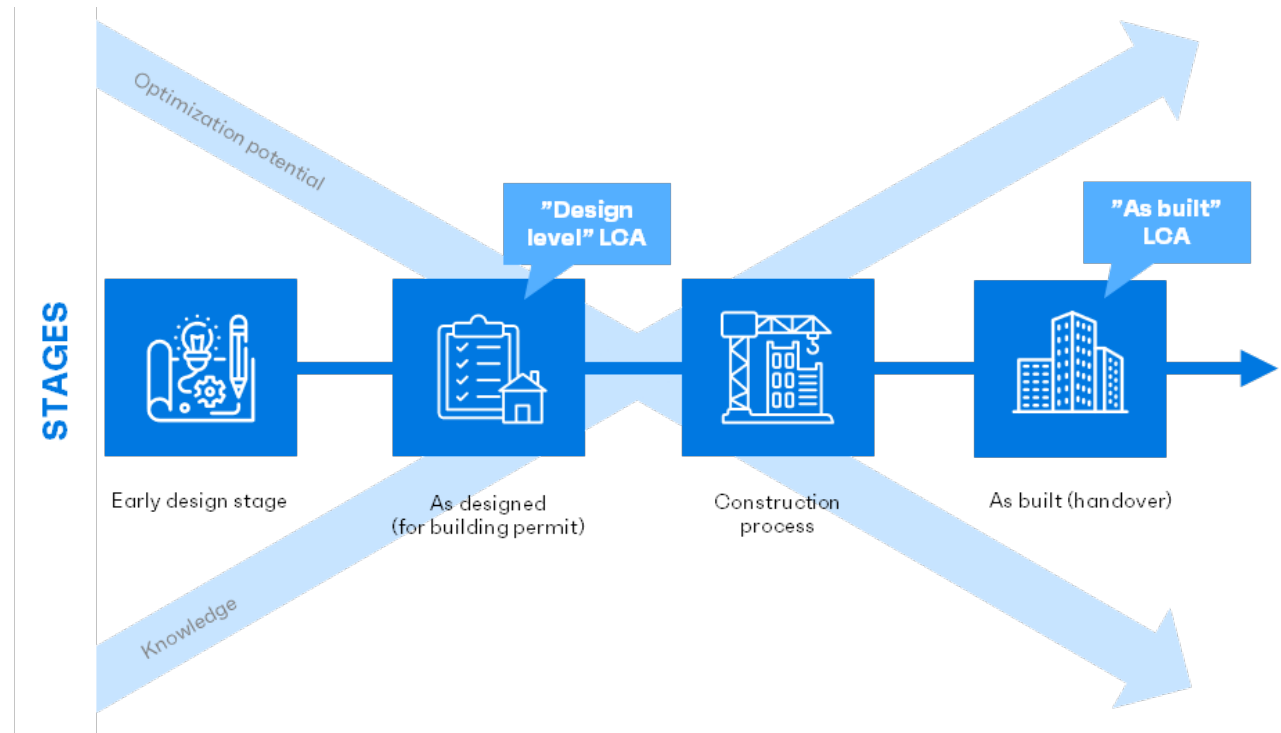 STAGES
Optimization potential
”Design
level” LCA
”As built”
LCA
Early design stage
As designed
(for building permit)
Construction
process
As built (handover)
Knowledge